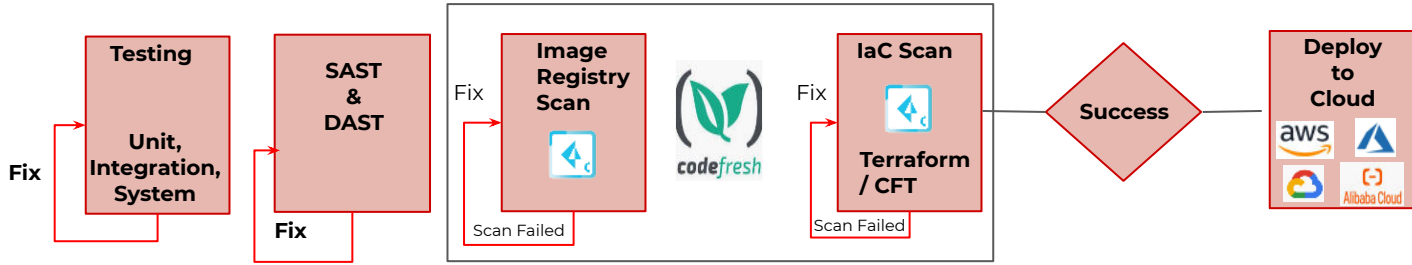 Testing
Unit,
Integration,
System
Fix
SAST
&
DAST
Fix
Image
Registry
Scan
C
Fix
Scan Failed
codefresh
IaC Scan
C
Terraform
/ CFT
Fix
Scan Failed
Success
Deploy
to
Cloud
aws
Alibaba Cloud